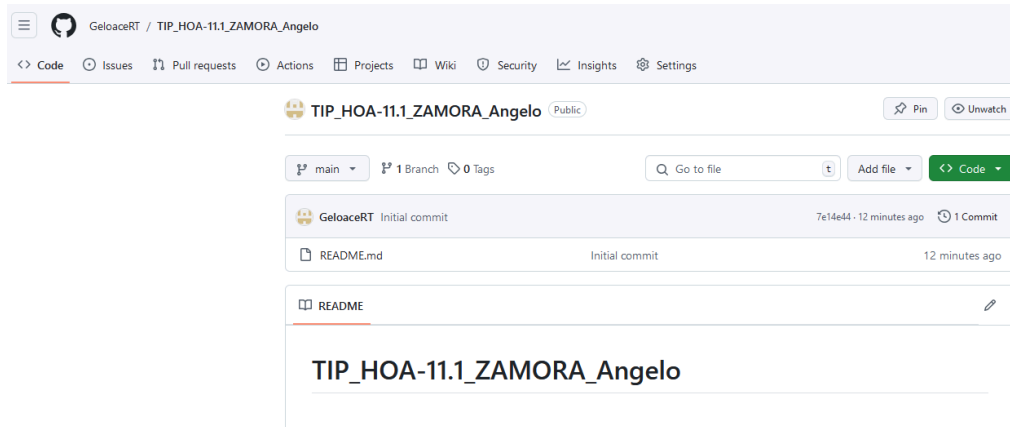 GeloaceRT / TIP_HOA-11.1_ZAMORA_Angelo
Code Issues Pull requests Actions Projects Wiki Security Insights Settings
TIP_HOA-11.1_ZAMORA_Angelo Public Pin Unwatch
main 1 Branch 0 Tags Go to file t Add file Code
GeloaceRT Initial commit 7e14e44 · 12 minutes ago 1 Commit
README.md Initial commit 12 minutes ago
README
TIP_HOA-11.1_ZAMORA_Angelo